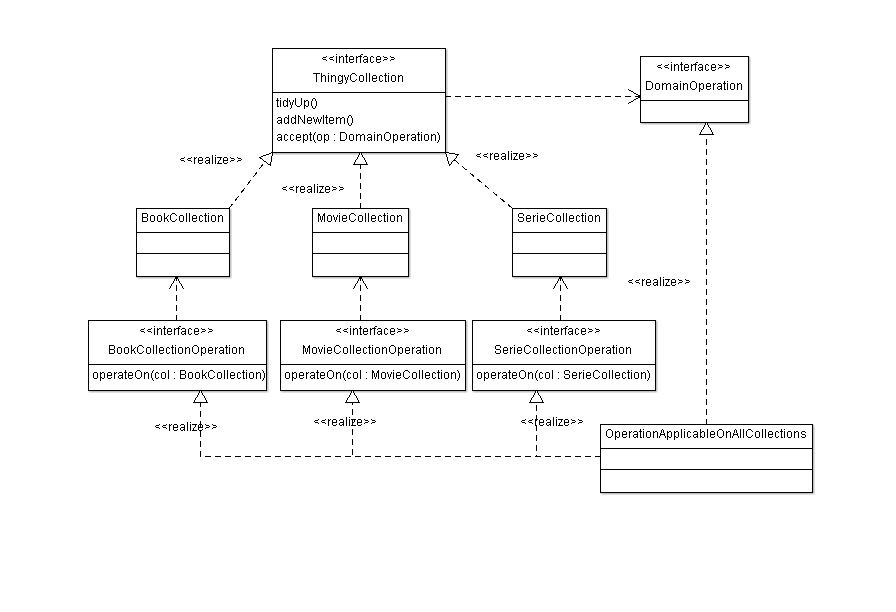 <<interface>>
ThingyCollection
tidyUp()
addNewItem()
accept(op : DomainOperation)
<<interface>>
DomainOperation
<<realize>>
<<realize>>
<<realize>>
BookCollection
MovieCollection
SerieCollection
<<realize>>
<<interface>>
BookCollectionOperation
operateOn(col : BookCollection)
<<interface>>
MovieCollectionOperation
operateOn(col : MovieCollection)
<<interface>>
SerieCollectionOperation
operateOn(col : SerieCollection)
<<realize>>
<<realize>>
<<realize>>
OperationApplicableOnAllCollections